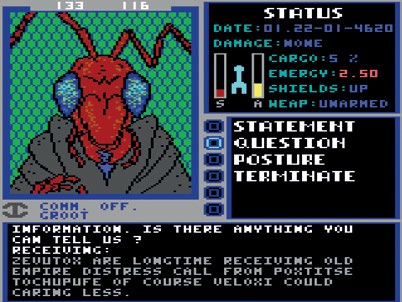 133 116
STATUS
DATE:01.22-01-4620
DAMAGE:NONE
CARGO:5 %
ENERGY:2.50
SHIELDS:UP
WEAP:UNARMED
S A
STATEMENT
QUESTION
POSTURE
TERMINATE
COMM. OFF.
GROOT
INFORMATION. IS THERE ANYTHING YOU
CAN TELL US ?
RECEIVING:
ZEVUTOX ARE LONGTIME RECEIVING OLD
EMPIRE DISTRESS CALL FROM POXTITSE
TOCHUPUFE OF COURSE VELOXI COULD
CARING LESS.